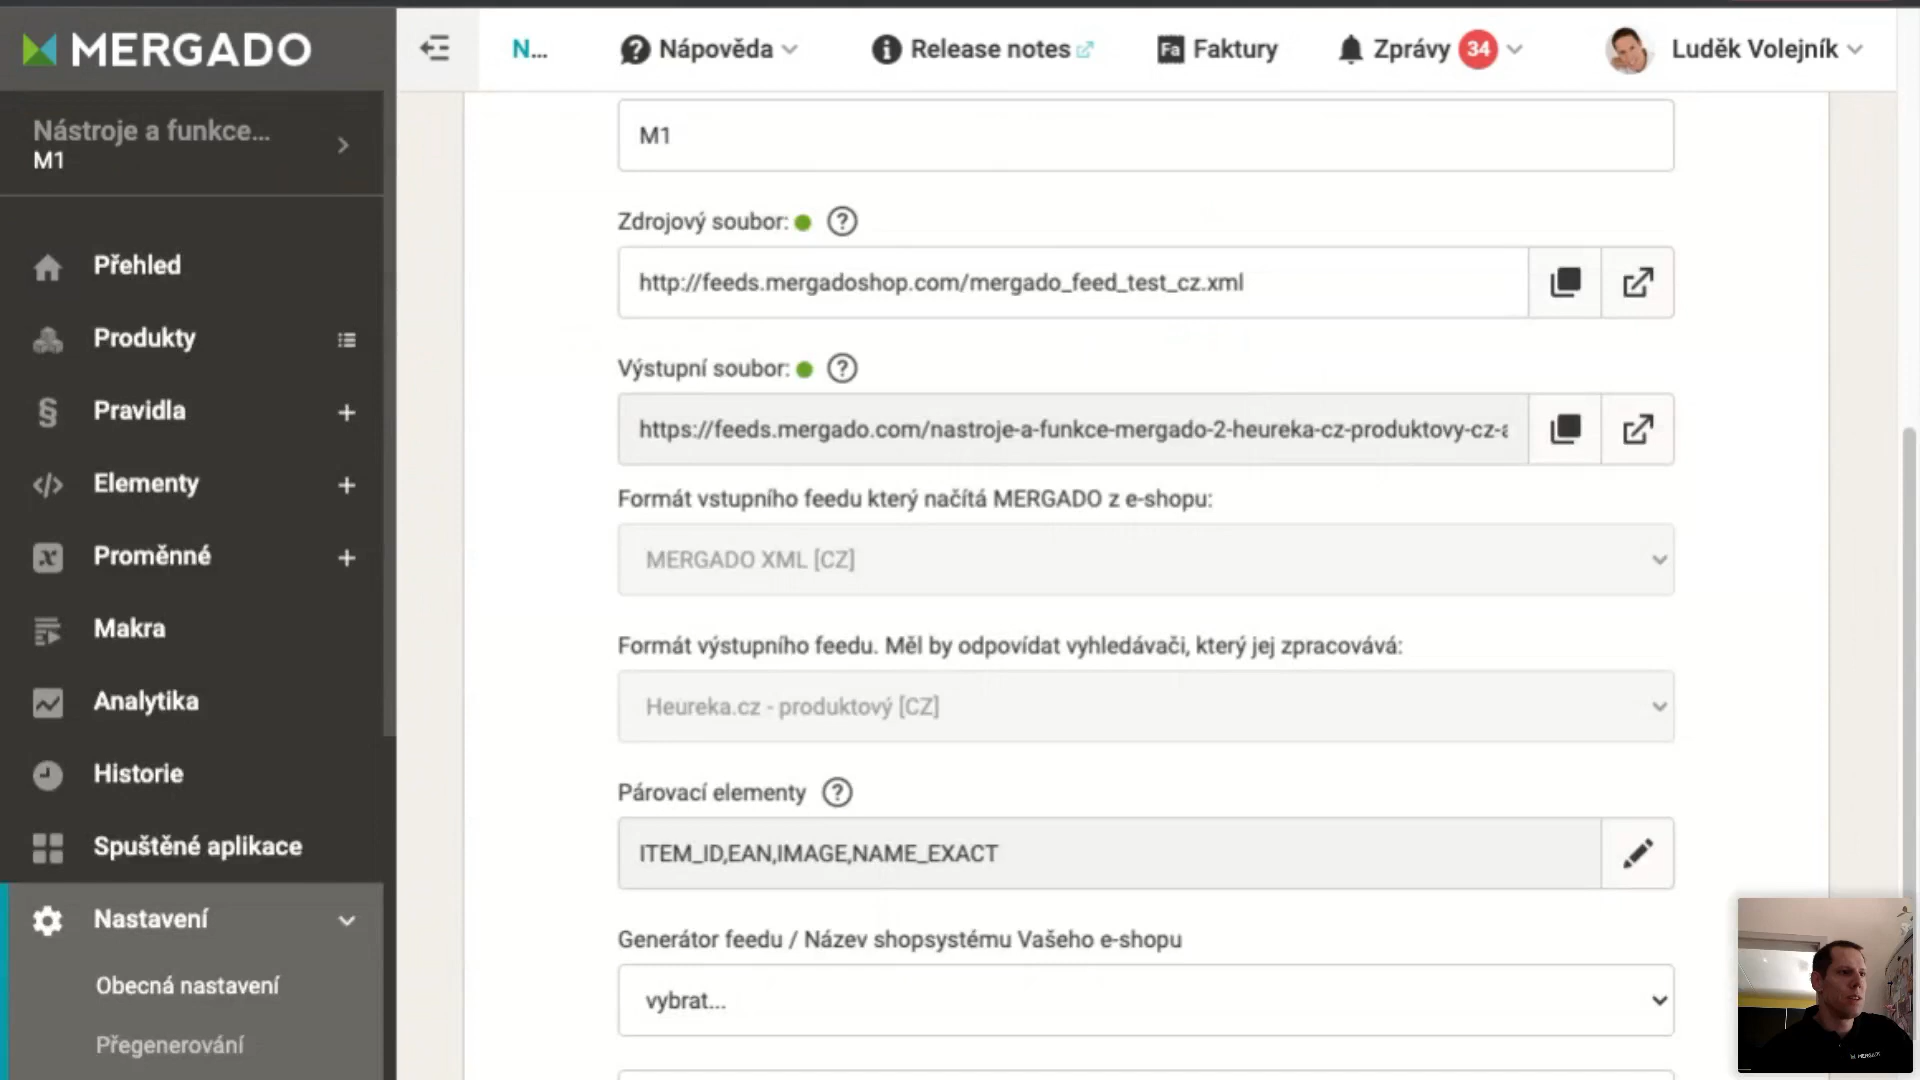 MERGADO
N...
Nápověda
Release notes
Fa Faktury
Zprávy 34
Luděk Volejník
Nástroje a funkce...
M1
Přehled
Produkty
Pravidla
Elementy
Proměnné
Makra
Analytika
Historie
Spuštěné aplikace
Nastavení
Obecná nastavení
Přegenerování
M1
Zdrojový soubor:
http://feeds.mergadoshop.com/mergado_feed_test_cz.xml
Výstupní soubor:
https://feeds.mergado.com/nastroje-a-funkce-mergado-2-heureka-cz-produktovy-cz-
Formát vstupního feedu který načítá MERGADO z e-shopu:
MERGADO XML [CZ]
Formát výstupního feedu. Měl by odpovídat vyhledávači, který jej zpracovává:
Heureka.cz - produktový [CZ]
Párovací elementy
ITEM_ID,EAN,IMAGE,NAME_EXACT
Generátor feedu / Název shopsystému Vašeho e-shopu
vybrat...
MERGADO